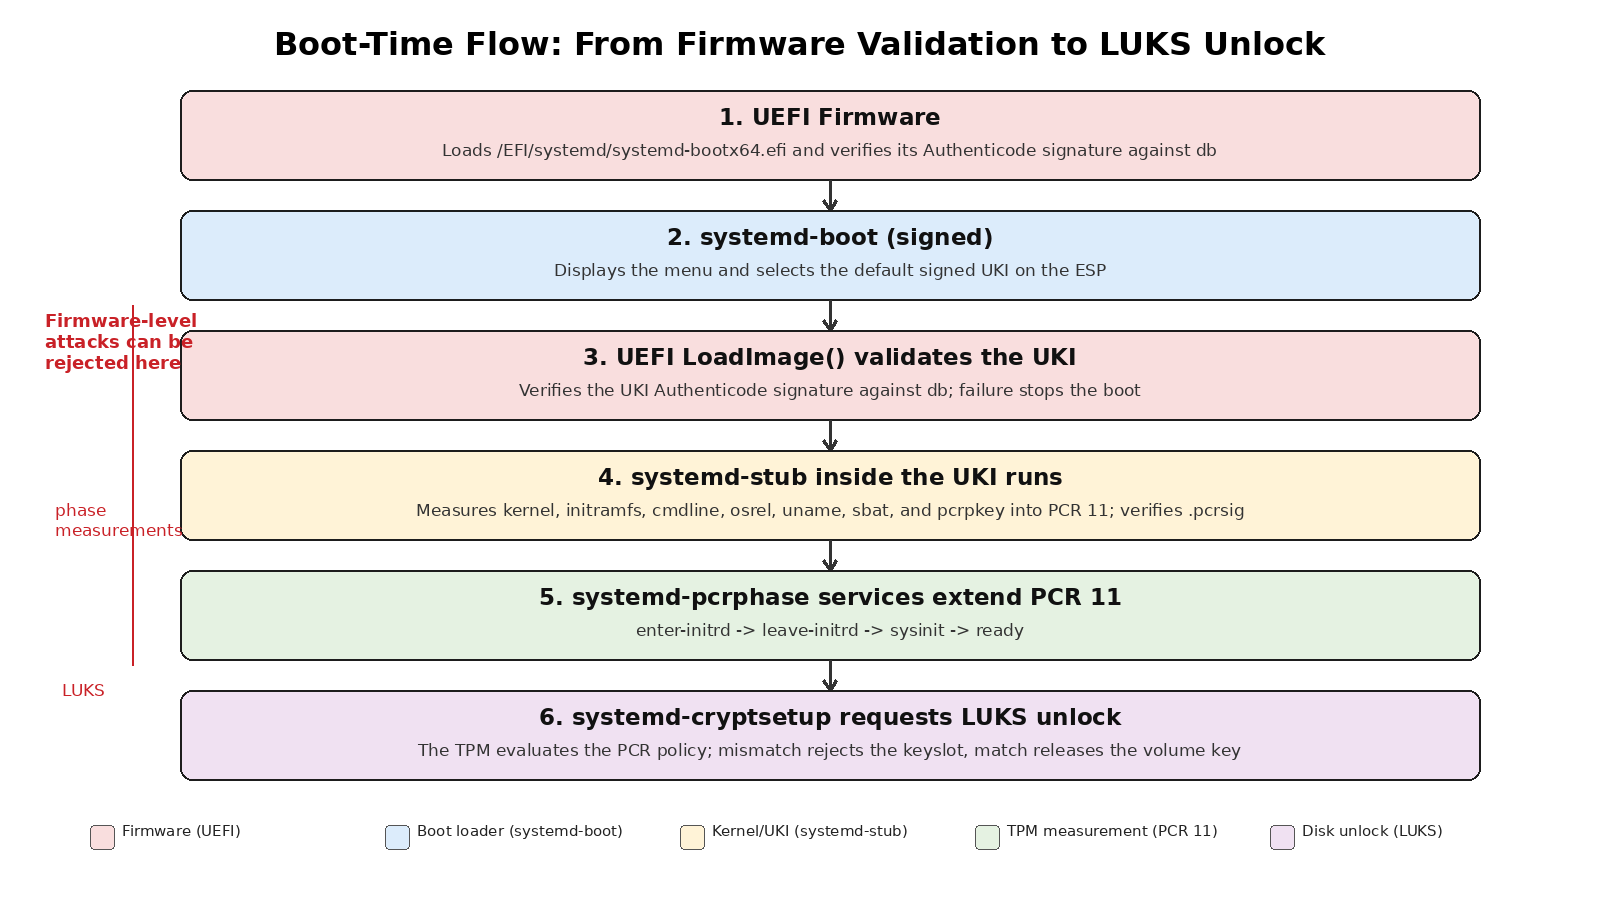 Boot-Time Flow: From Firmware Validation to LUKS Unlock
1. UEFI Firmware
Loads /EFI/systemd/systemd-bootx64.efi and verifies its Authenticode signature against db
2. systemd-boot (signed)
Displays the menu and selects the default signed UKI on the ESP
Firmware-level
attacks can be
rejected here
3. UEFI LoadImage() validates the UKI
Verifies the UKI Authenticode signature against db; failure stops the boot
4. systemd-stub inside the UKI runs
Measures kernel, initramfs, cmdline, osrel, uname, sbat, and pcrpkey into PCR 11; verifies .pcrsig
phase
measurements
5. systemd-pcrphase services extend PCR 11
enter-initrd -> leave-initrd -> sysinit -> ready
LUKS
6. systemd-cryptsetup requests LUKS unlock
The TPM evaluates the PCR policy; mismatch rejects the keyslot, match releases the volume key
Firmware (UEFI)
Boot loader (systemd-boot)
Kernel/UKI (systemd-stub)
TPM measurement (PCR 11)
Disk unlock (LUKS)